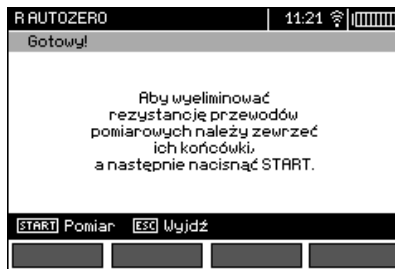 R AUTOZERO 11:21
Gotowy!
Aby wyeliminować
rezystancję przewodów
pomiarowych należy zewrzeć
ich końcówki,
a następnie nacisnąć START.
START Pomiar ESC Wyjdź